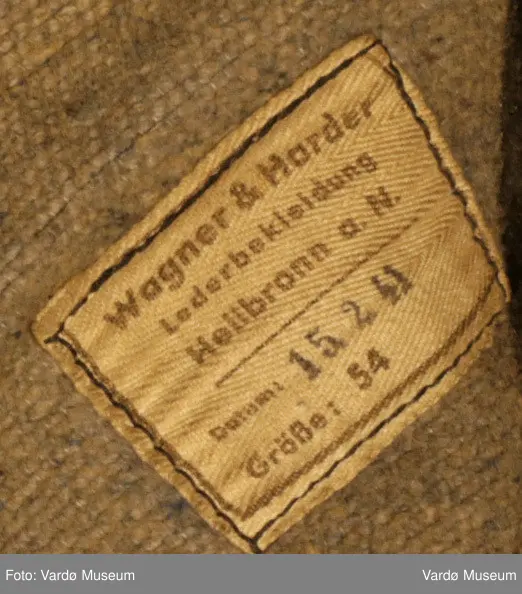 Wagner & Harder
Lederbekleidung
Heilbronn a. N.
Datum: 15. 2. 41
Größe: 54
Foto: Vardø Museum
Vardø Museum